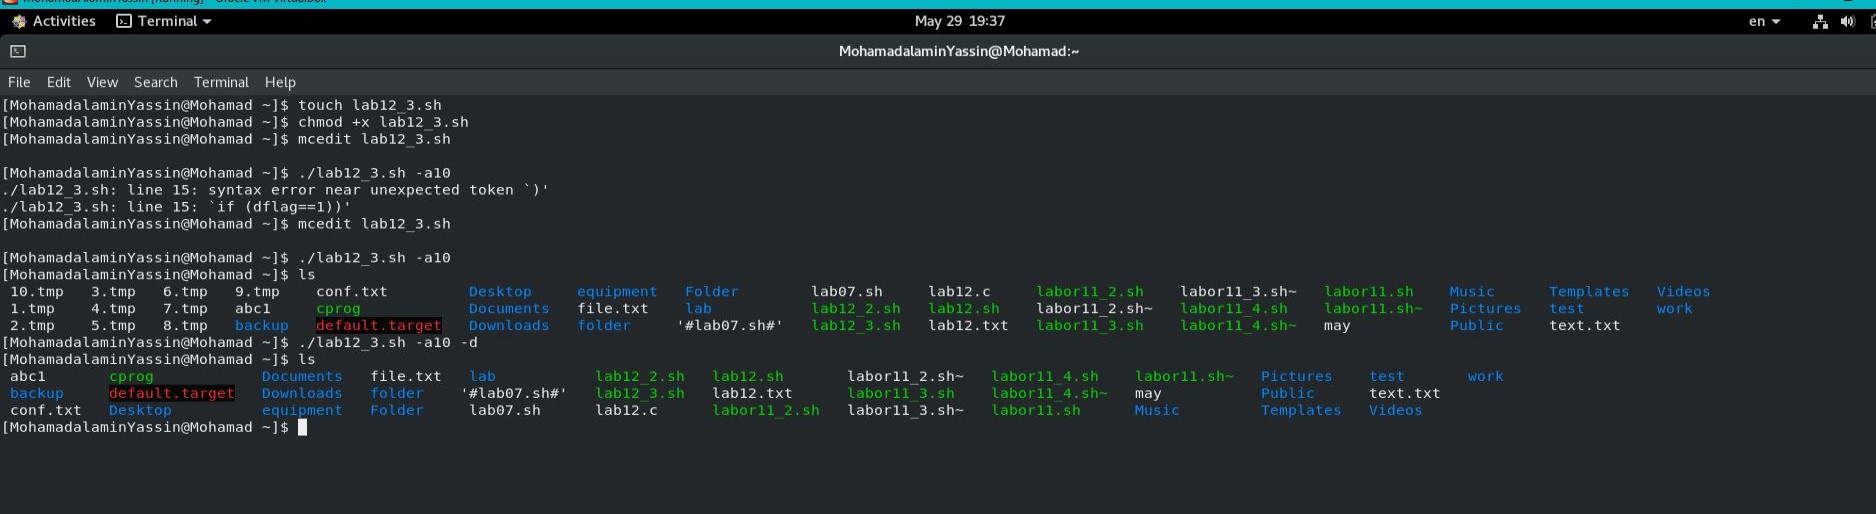 MohamadalaminYassin [Running] - Oracle VM VirtualBox
Activities Terminal May 29 19:37 en
MohamadalaminYassin@Mohamad:~
File Edit View Search Terminal Help
[MohamadalaminYassin@Mohamad ~]$ touch lab12_3.sh
[MohamadalaminYassin@Mohamad ~]$ chmod +x lab12_3.sh
[MohamadalaminYassin@Mohamad ~]$ mcedit lab12_3.sh
[MohamadalaminYassin@Mohamad ~]$ ./lab12_3.sh -a10
./lab12_3.sh: line 15: syntax error near unexpected token `)'
./lab12_3.sh: line 15: `if (dflag==1))'
[MohamadalaminYassin@Mohamad ~]$ mcedit lab12_3.sh
[MohamadalaminYassin@Mohamad ~]$ ./lab12_3.sh -a10
[MohamadalaminYassin@Mohamad ~]$ ls
10.tmp 3.tmp 6.tmp 9.tmp conf.txt Desktop equipment Folder lab07.sh lab12.c labor11_2.sh labor11_3.sh~ labor11.sh Music Templates Videos
1.tmp 4.tmp 7.tmp abc1 cprog Documents file.txt lab lab12_2.sh lab12.sh labor11_2.sh~ labor11_4.sh labor11.sh~ Pictures test work
2.tmp 5.tmp 8.tmp backup default.target Downloads folder '#lab07.sh#' lab12_3.sh lab12.txt labor11_3.sh labor11_4.sh~ may Public text.txt
[MohamadalaminYassin@Mohamad ~]$ ./lab12_3.sh -a10 -d
[MohamadalaminYassin@Mohamad ~]$ ls
abc1 cprog Documents file.txt lab lab12_2.sh lab12.sh labor11_2.sh~ labor11_4.sh labor11.sh~ Pictures test work
backup default.target Downloads folder '#lab07.sh#' lab12_3.sh lab12.txt labor11_3.sh labor11_4.sh~ may Public text.txt
conf.txt Desktop equipment Folder lab07.sh lab12.c labor11_2.sh labor11_3.sh~ labor11.sh Music Templates Videos
[MohamadalaminYassin@Mohamad ~]$